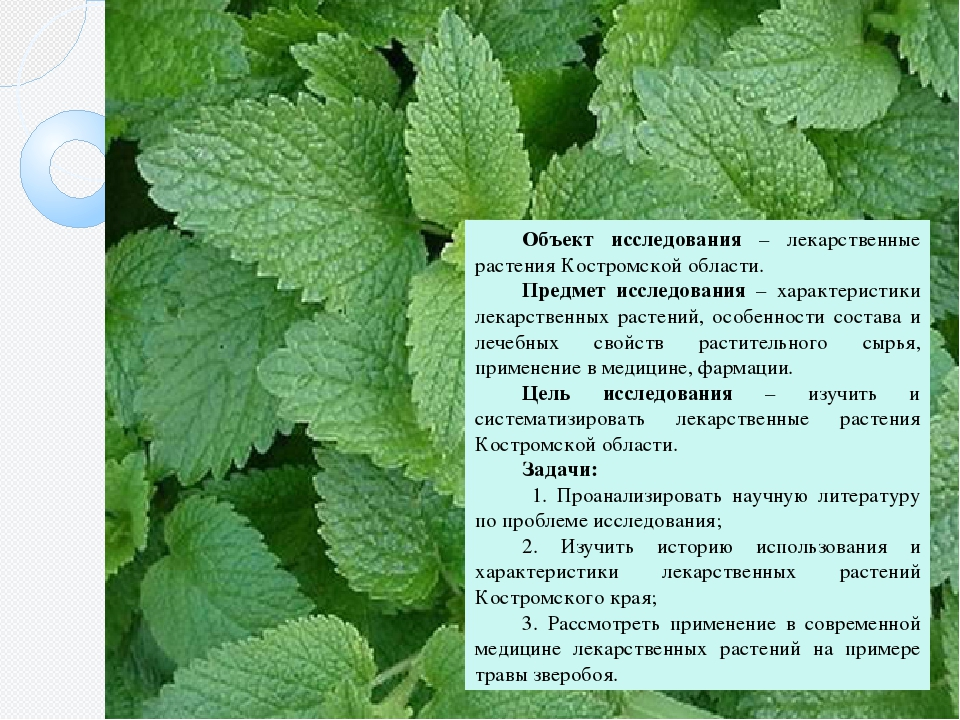 Объект исследования – лекарственные
растения Костромской области.
Предмет исследования – характеристики
лекарственных растений, особенности состава и
лечебных свойств растительного сырья,
применение в медицине, фармации.
Цель исследования – изучить и
систематизировать лекарственные растения
Костромской области.
Задачи:
1. Проанализировать научную литературу
по проблеме исследования;
2. Изучить историю использования и
характеристики лекарственных растений
Костромского края;
3. Рассмотреть применение в современной
медицине лекарственных растений на примере
травы зверобоя.